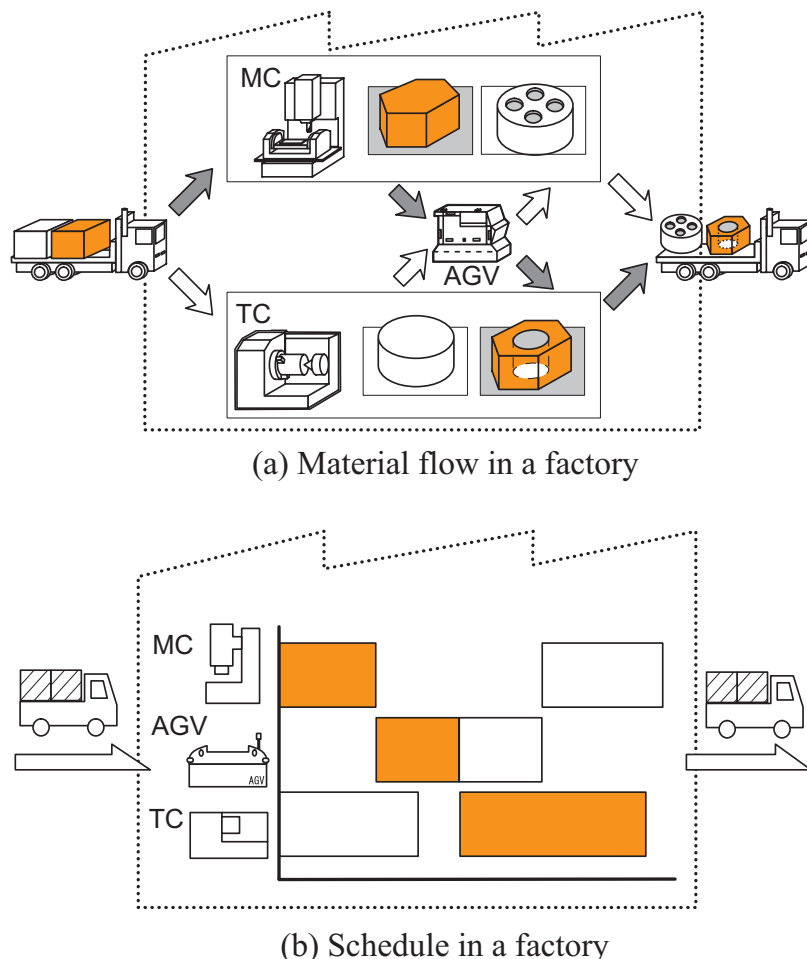 MC
AGV
TC
(a) Material flow in a factory
MC
AGV
AGV
TC
(b) Schedule in a factory